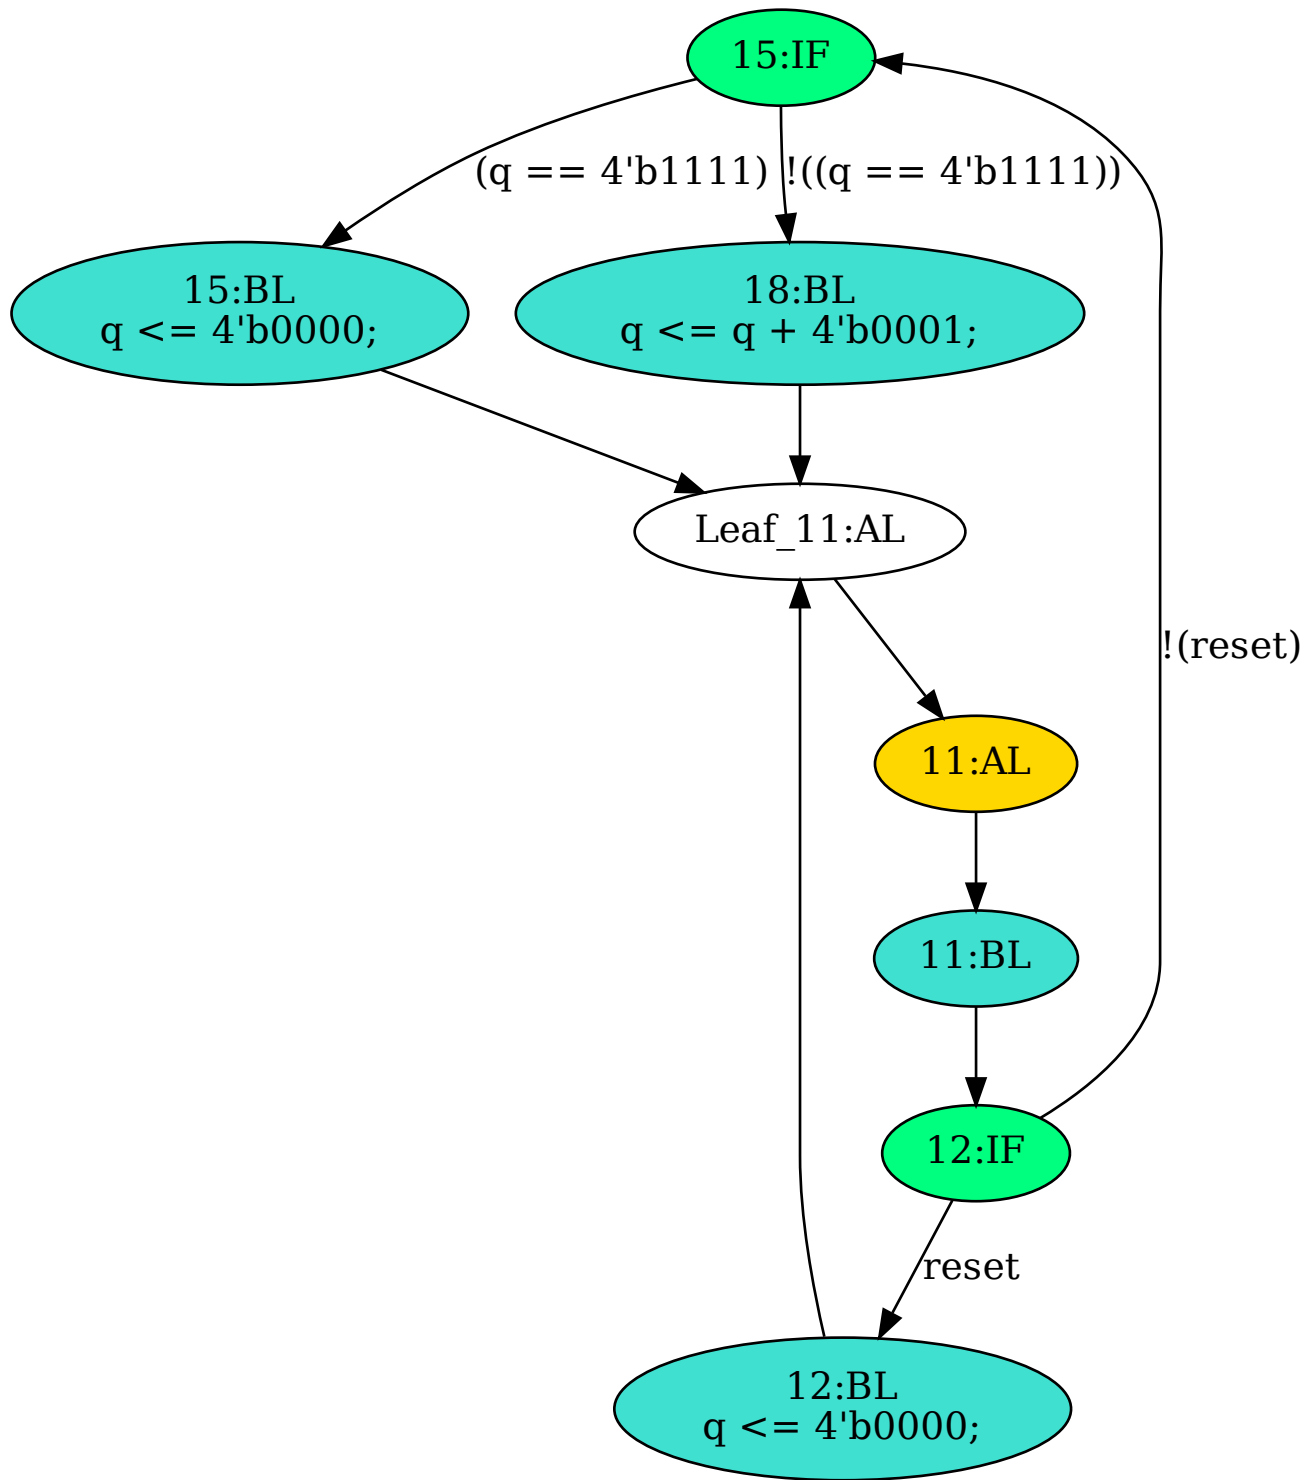 15:IF
(q == 4'b1111)
!((q == 4'b1111))
15:BL
q <= 4'b0000;
18:BL
q <= q + 4'b0001;
Leaf_11:AL
!(reset)
11:AL
11:BL
12:IF
reset
12:BL
q <= 4'b0000;